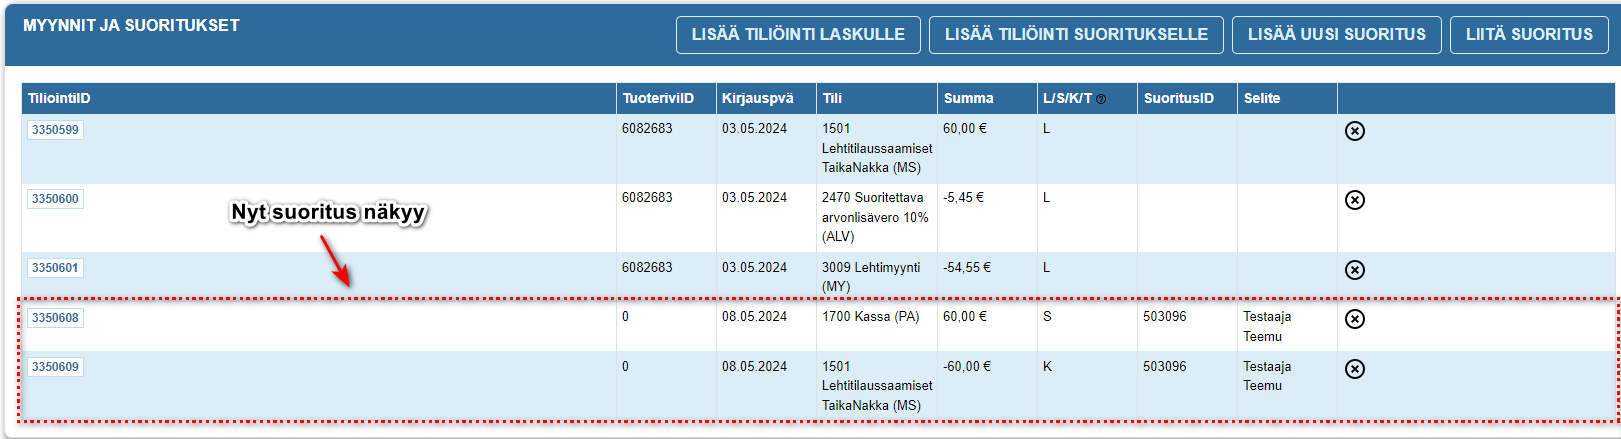 MYYNNIT JA SUORITUKSET
LISÄÄ TILIÖINTI LASKULLE LISÄÄ TILIÖINTI SUORITUKSELLE LISÄÄ UUSI SUORITUS LIITÄ SUORITUS
TiliointiID TuoteriviID Kirjauspvä Tili Summa L/S/K/T SuoritusID Selite
3350599 6082683 03.05.2024 1501 60,00 € L
Lehtitilaussaamiset
TaikaNakka (MS)
3350600 6082683 03.05.2024 2470 Suoritettava -5,45 € L
arvonlisävero 10%
(ALV)
Nyt suoritus näkyy
3350601 6082683 03.05.2024 3009 Lehtimyynti -54,55 € L
(MY)
3350608 0 08.05.2024 1700 Kassa (PA) 60,00 € S 503096 Testaaja
Teemu
3350609 0 08.05.2024 1501 -60,00 € K 503096 Testaaja
Lehtitilaussaamiset Teemu
TaikaNakka (MS)